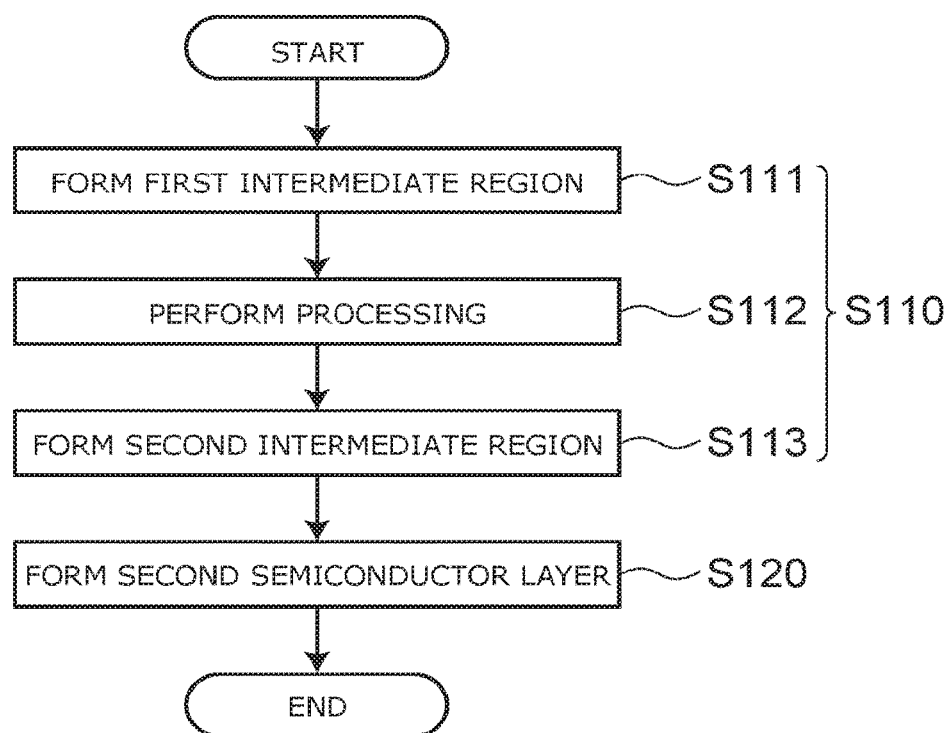 START
FORM FIRST INTERMEDIATE REGION S111
PERFORM PROCESSING S112 S110
FORM SECOND INTERMEDIATE REGION S113
FORM SECOND SEMICONDUCTOR LAYER S120
END